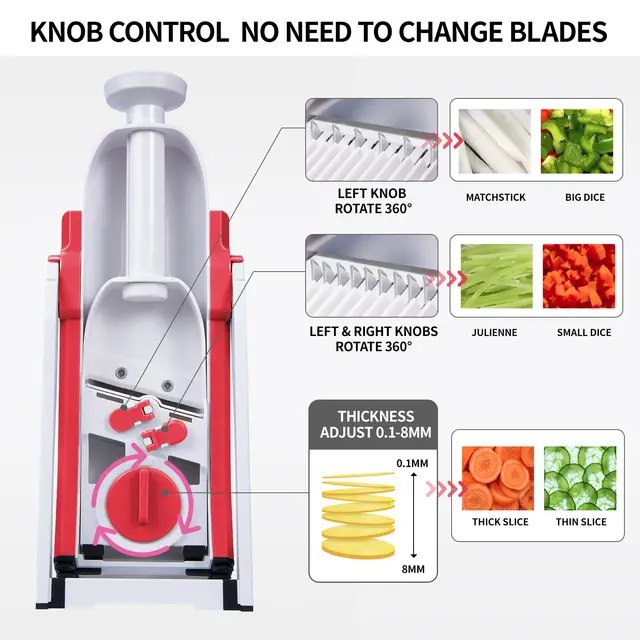 KNOB CONTROL NO NEED TO CHANGE BLADES
LEFT KNOB
ROTATE 360°
MATCHSTICK
BIG DICE
LEFT & RIGHT KNOBS
ROTATE 360°
JULIENNE
SMALL DICE
THICKNESS
ADJUST 0.1-8MM
0.1MM
8MM
THICK SLICE
THIN SLICE